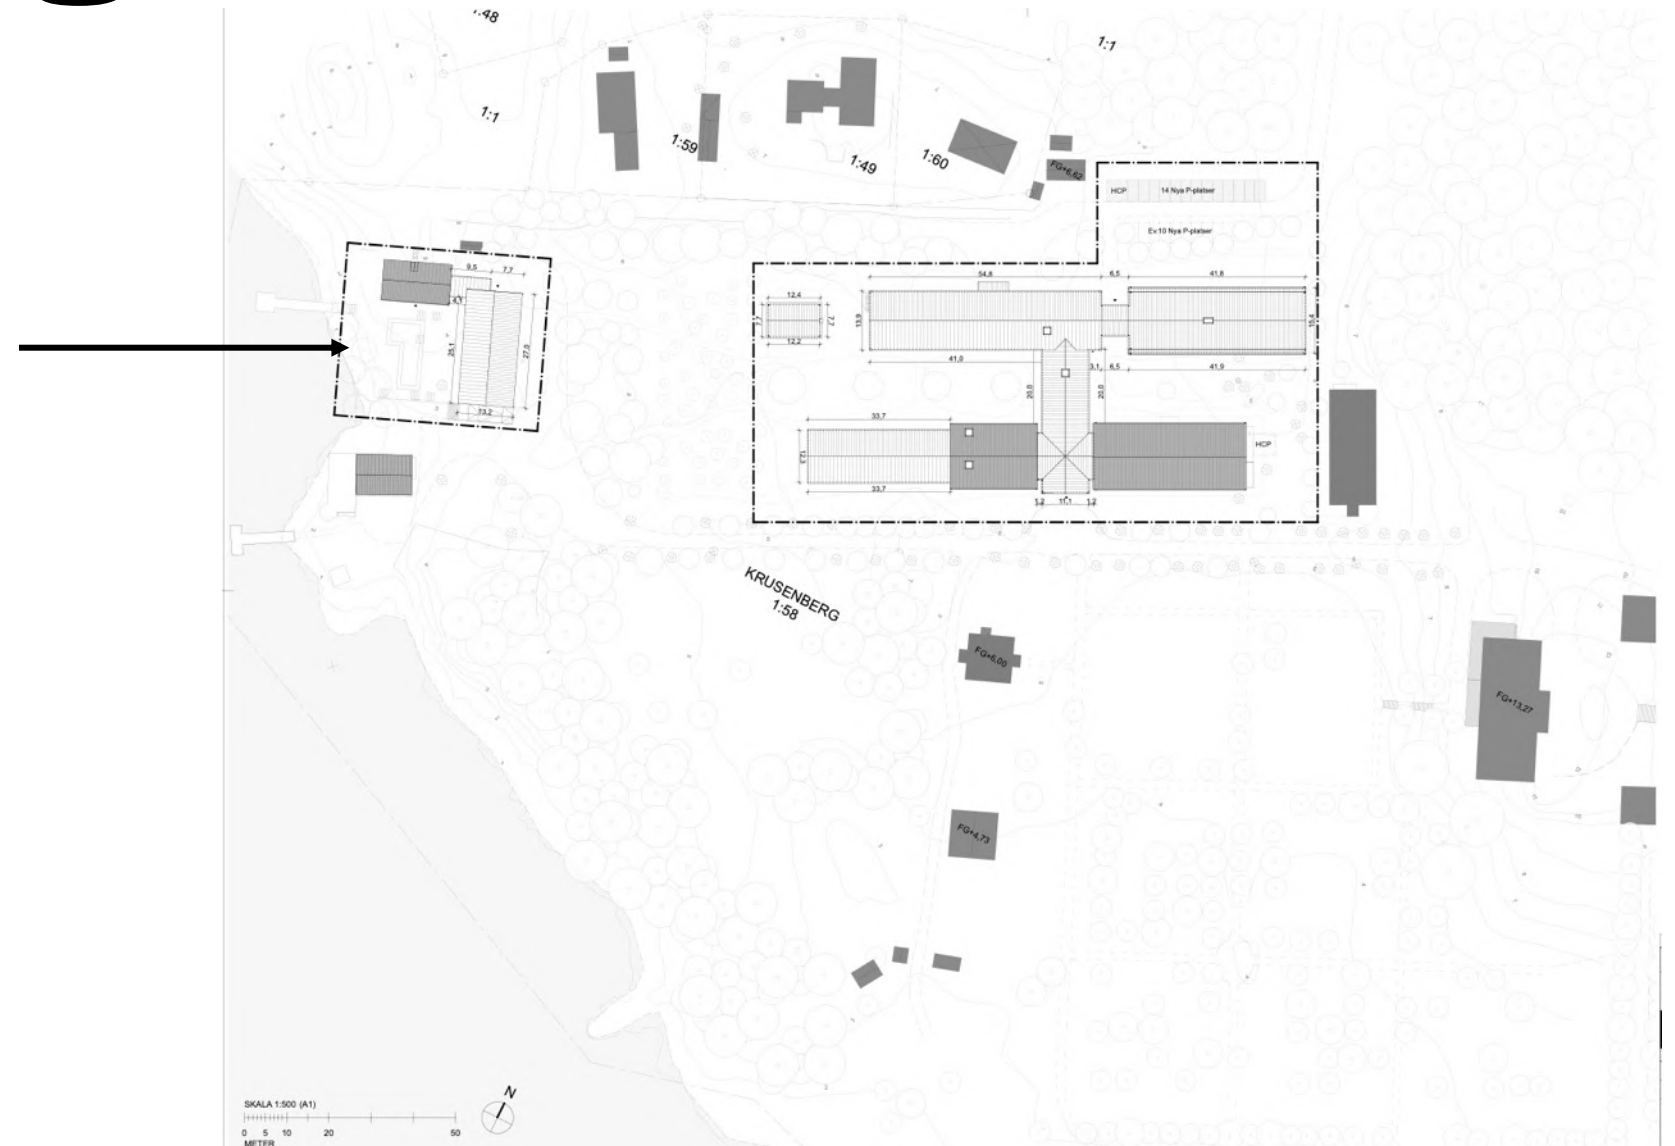 1:48
1:1
1:1
1:59
1:49
1:60
FG+6,62
HCP
14 Nya P-platser
Ev.10 Nya P-platser
9,5
7,7
4,1
25,1
27,0
13,2
12,4
7,7
7,7
12,2
54,8
6,5
41,8
13,9
15,4
41,0
3,1
6,5
41,9
20,0
20,0
33,7
12,3
33,7
HCP
1,2
11,1
1,2
KRUSENBERG
1:58
FG+6,00
FG+13,27
FG+4,73
N
SKALA 1:500 (A1)
0 5 10 20 50
METER